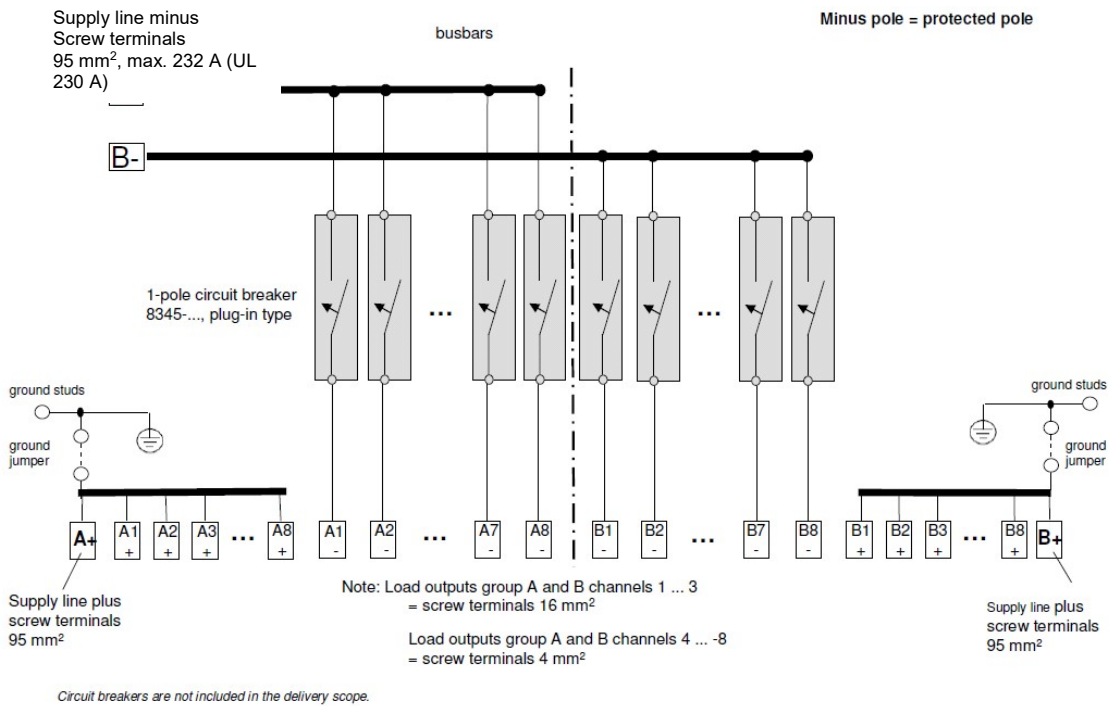 Supply line minus
Screw terminals
95 mm², max. 232 A (UL
230 A)
busbars
Minus pole = protected pole
B-
1-pole circuit breaker
8345-..., plug-in type
...
...
ground studs
ground
jumper
ground studs
ground
jumper
A+
A1
+
A2
+
A3
+
...
A8
+
A1
-
A2
-
...
A7
-
A8
-
B1
-
B2
-
...
B7
-
B8
-
B1
+
B2
+
B3
+
...
B8
+
B+
Supply line plus
screw terminals
95 mm²
Note: Load outputs group A and B channels 1 ... 3
= screw terminals 16 mm²
Load outputs group A and B channels 4 ... -8
= screw terminals 4 mm²
Supply line plus
screw terminals
95 mm²
Circuit breakers are not included in the delivery scope.